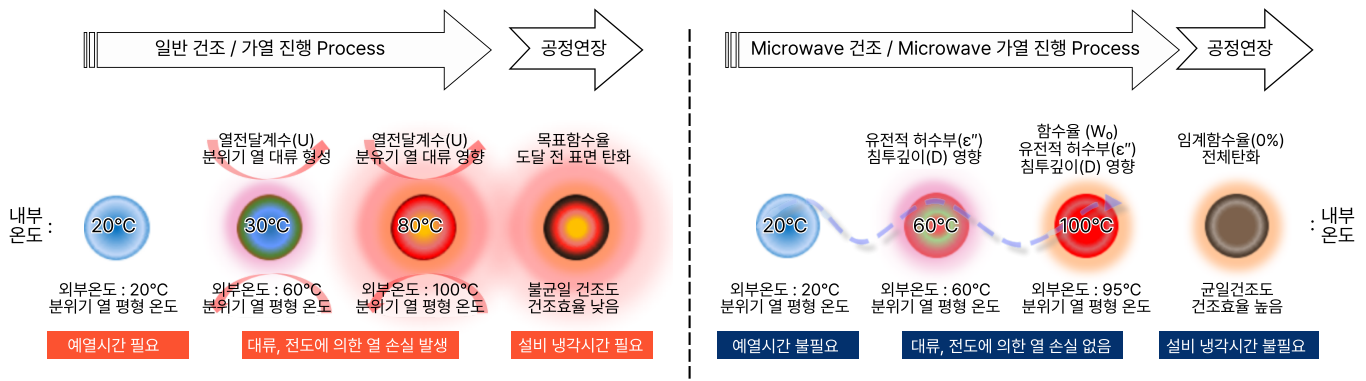 일반 건조 / 가열 진행 Process
공정연장
열전달계수(U)
분위기 열 대류 형성
열전달계수(U)
분유기 열 대류 영향
목표함수율
도달 전 표면 탄화
내부
온도 :
20℃
30℃
80℃
외부온도 : 20℃
분위기 열 평형 온도
외부온도 : 60℃
분위기 열 평형 온도
외부온도 : 100℃
분위기 열 평형 온도
불균일 건조도
건조효율 낮음
예열시간 필요
대류, 전도에 의한 열 손실 발생
설비 냉각시간 필요
Microwave 건조 / Microwave 가열 진행 Process
공정연장
유전적 허수부(ε″)
침투깊이(D) 영향
함수율 (W₀)
유전적 허수부(ε″)
침투깊이(D) 영향
임계함수율(0%)
전체탄화
20℃
60℃
100℃
: 내부
온도
외부온도 : 20℃
분위기 열 평형 온도
외부온도 : 60℃
분위기 열 평형 온도
외부온도 : 95℃
분위기 열 평형 온도
균일건조도
건조효율 높음
예열시간 불필요
대류, 전도에 의한 열 손실 없음
설비 냉각시간 불필요